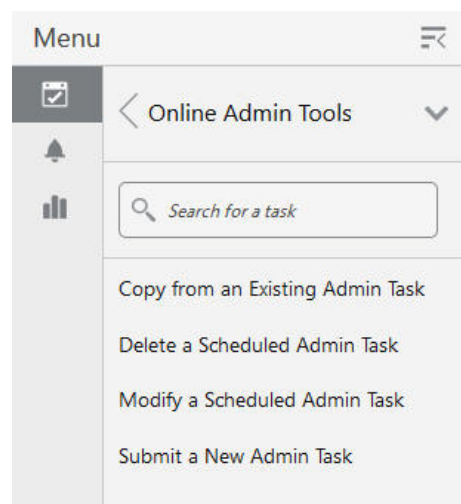 Menu
Online Admin Tools
Search for a task
Copy from an Existing Admin Task
Delete a Scheduled Admin Task
Modify a Scheduled Admin Task
Submit a New Admin Task